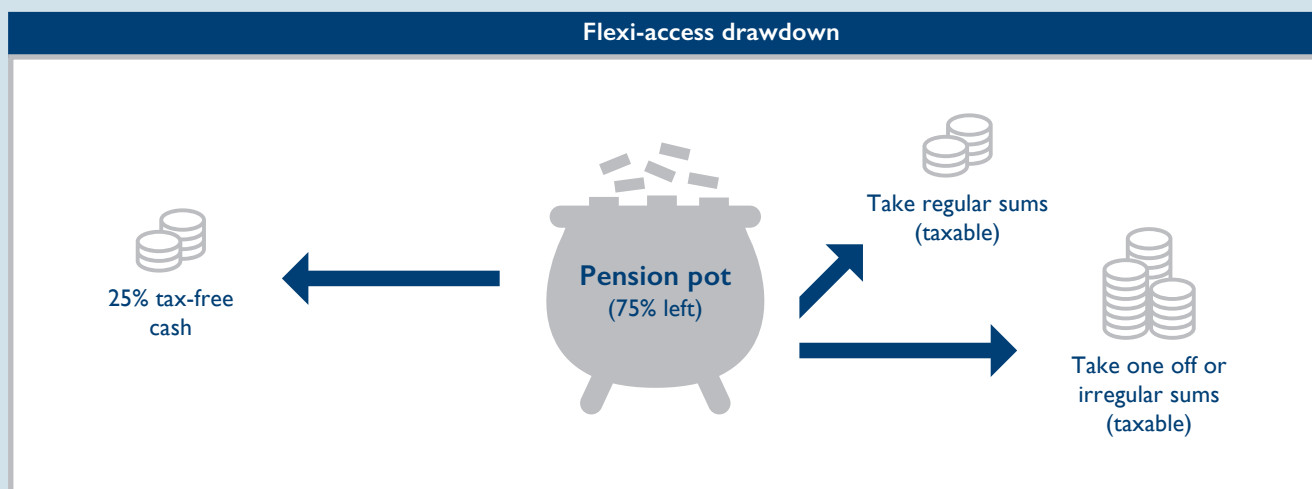 Flexi-access drawdown
25% tax-free
cash
Pension pot
(75% left)
Take regular sums
(taxable)
Take one off or
irregular sums
(taxable)